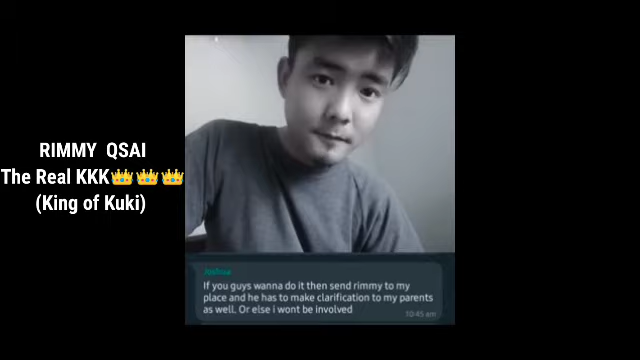 RIMMY QSAI
The Real KKK👑👑👑
(King of Kuki)
Joshua
If you guys wanna do it then send rimmy to my
place and he has to make clarification to my parents
as well. Or else i wont be involved
10:45 am